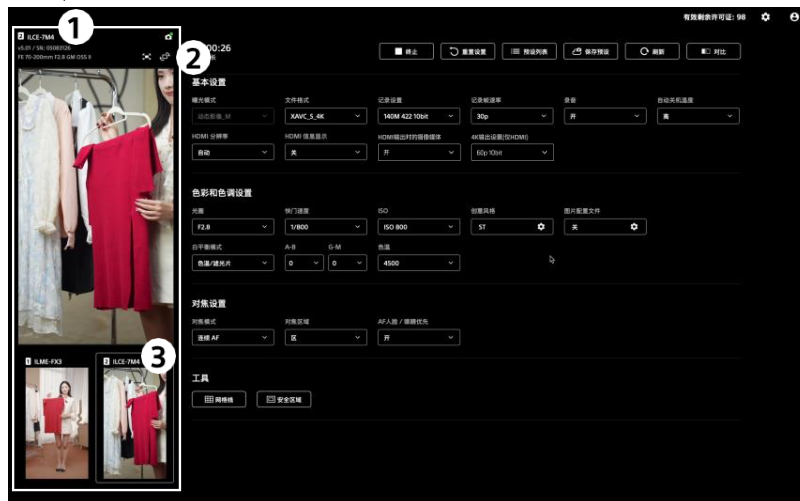 有效剩余许可证: 98
1
2 ILCE-7M4
v5.01 / SN: 05083126
FE 70-200mm F2.8 GM OSS II
2
00:26
终止
重置设置
预设列表
保存预设
刷新
对比
基本设置
曝光模式
文件格式
记录设置
记录帧速率
录音
自动关机温度
动态影像_M
XAVC_S_4K
140M 422 10bit
30p
开
高
HDMI 分辨率
HDMI 信息显示
HDMI输出时的摄像媒体
4K输出设置(仅HDMI)
自动
关
开
60p 10bit
色彩和色调设置
光圈
快门速度
ISO
创意风格
图片配置文件
F2.8
1/800
ISO 800
ST
关
白平衡模式
A-B
G-M
色温
色温/滤光片
0
0
4500
对焦设置
对焦模式
对焦区域
AF人脸 / 眼睛优先
连续 AF
区
开
3
1 ILME-FX3
2 ILCE-7M4
工具
网格线
安全区域